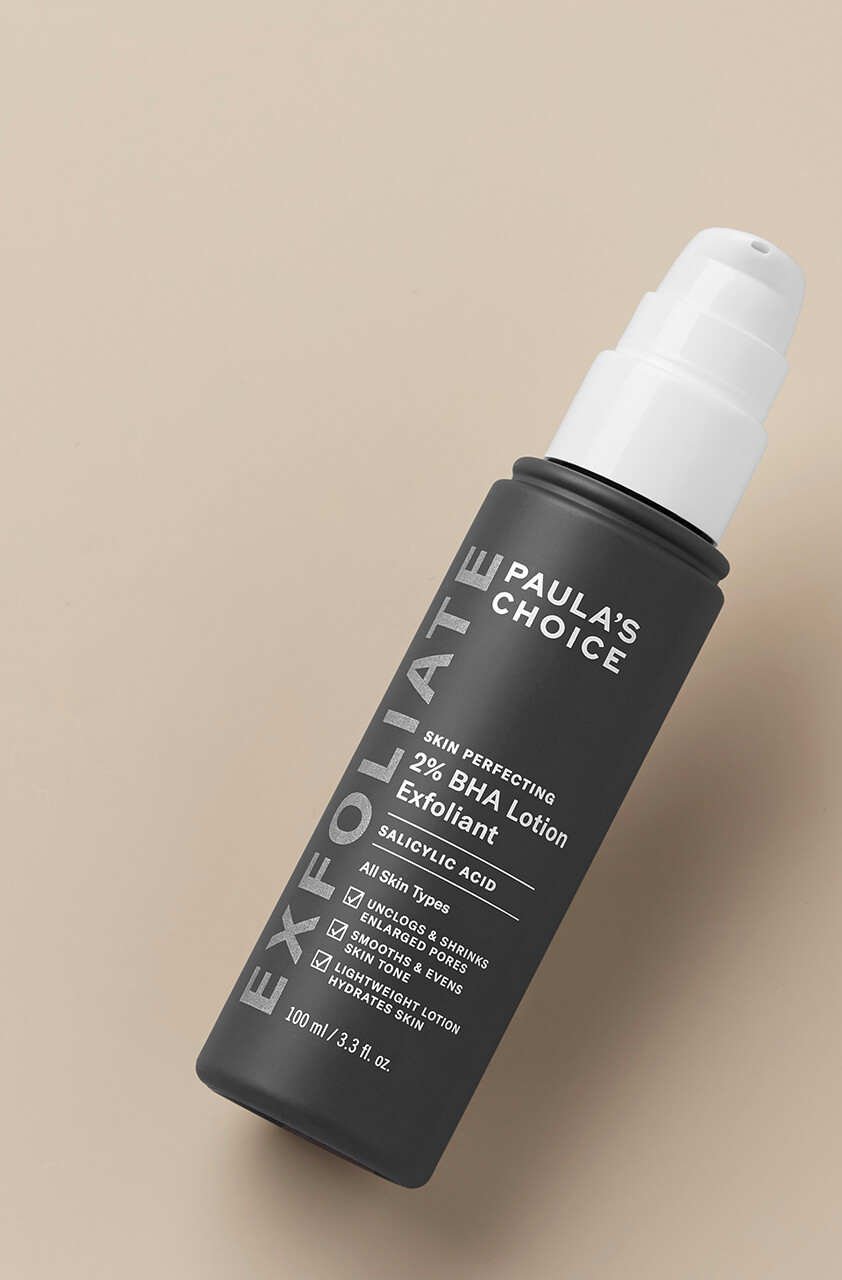 EXFOLIATE
PAULA'S
CHOICE
SKIN PERFECTING
2% BHA Lotion
Exfoliant
SALICYLIC ACID
All Skin Types
UNCLOGS & SHRINKS
ENLARGED PORES
SMOOTHS & EVENS
SKIN TONE
LIGHTWEIGHT LOTION
HYDRATES SKIN
100 ml / 3.3 fl. oz.